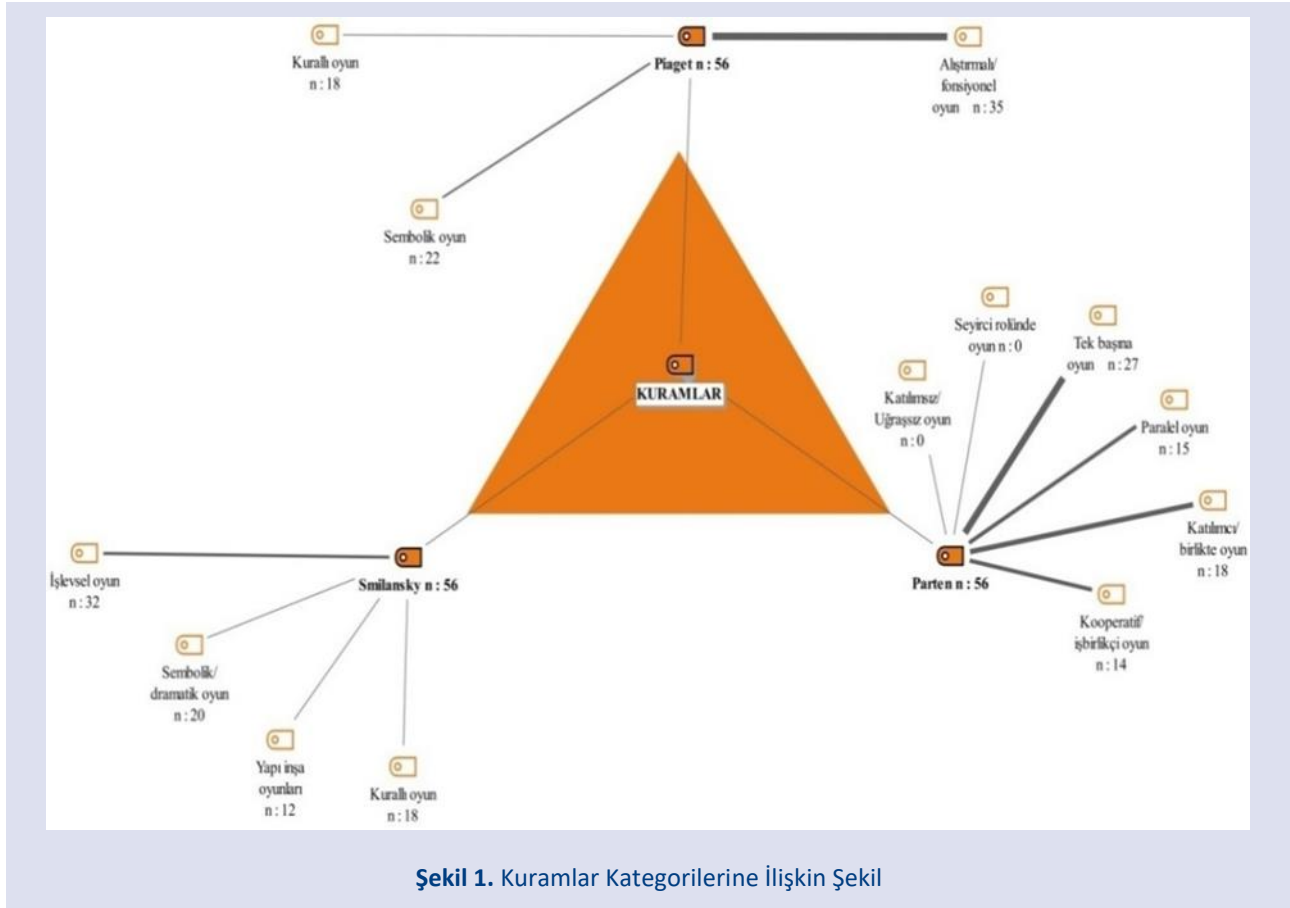 Kurallı oyun
n : 18
Piaget n : 56
Alıştırmalı/
fonsiyonel
oyun n : 35
Sembolik oyun
n : 22
KURAMLAR
Seyirci rolünde
oyun n : 0
Tek başına
oyun n : 27
Katılımsız/
Uğraşsız oyun
n : 0
Paralel oyun
n : 15
Katılımcı/
birlikte oyun
n : 18
Kooperatif/
işbirlikçi oyun
n : 14
Parten n : 56
Smilansky n : 56
İşlevsel oyun
n : 32
Sembolik/
dramatik oyun
n : 20
Yapı inşa
oyunları
n : 12
Kurallı oyun
n : 18
Şekil 1. Kuramlar Kategorilerine İlişkin Şekil